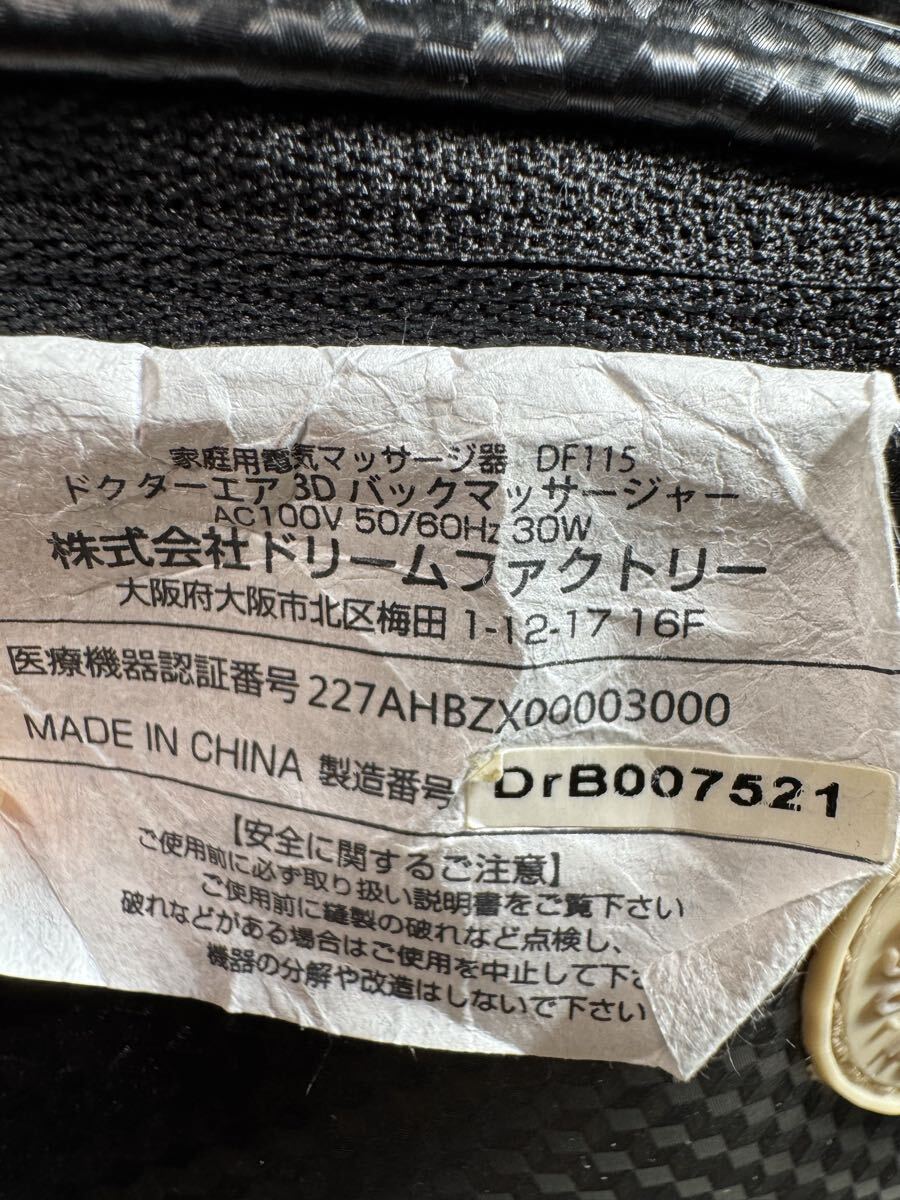 家庭用電気マッサージ器 DF115
ドクターエア 3D バックマッサージャー
AC100V 50/60Hz 30W
株式会社ドリームファクトリー
大阪府大阪市北区梅田 1-12-17 16F
医療機器認証番号 227AHBZX00003000
MADE IN CHINA 製造番号 DrB007521
【安全に関するご注意】
ご使用前に必ず取り扱い説明書をご覧下さい
ご使用前に縫製の破れなど点検し、
破れなどがある場合はご使用を中止して下さ
機器の分解や改造はしないで下さい